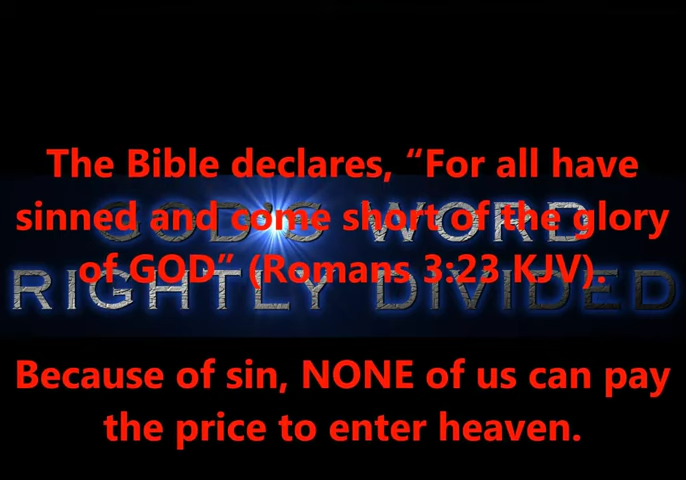 The Bible declares, “For all have
sinned and come short of the glory
GOD'S WORD
of GOD” (Romans 3:23 KJV).
RIGHTLY DIVIDED
Because of sin, NONE of us can pay
the price to enter heaven.